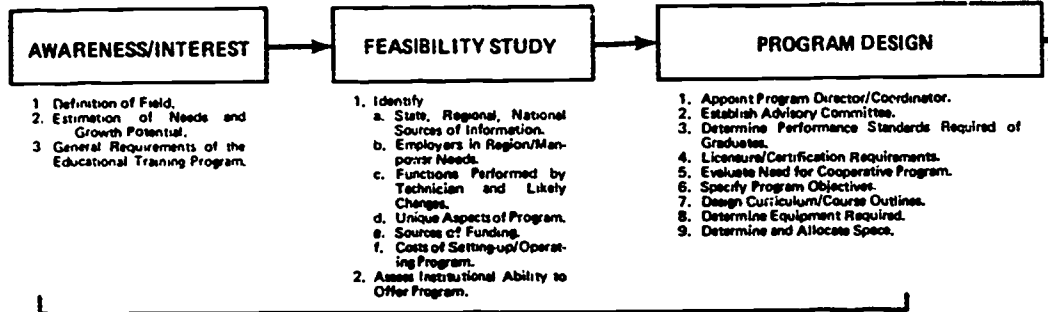 AWARENESS/INTEREST
1 Definition of Field.
2. Estimation of Needs and
Growth Potential.
3 General Requirements of the
Educational Training Program.
FEASIBILITY STUDY
1. Identify
a. State, Regional, National
Sources of Information.
b. Employers in Region/Man-
power Needs.
c. Functions Performed by
Technician and Likely
Changes.
d. Unique Aspects of Program.
e. Sources of Funding.
f. Costs of Setting-up/Operat-
ing Program.
2. Assess Institutional Ability to
Offer Program.
PROGRAM DESIGN
1. Appoint Program Director/Coordinator.
2. Establish Advisory Committee.
3. Determine Performance Standards Required of
Graduates.
4. Licensure/Certification Requirements.
5. Evaluate Need for Cooperative Program.
6. Specify Program Objectives.
7. Design Curriculum/Course Outlines.
8. Determine Equipment Required.
9. Determine and Allocate Space.